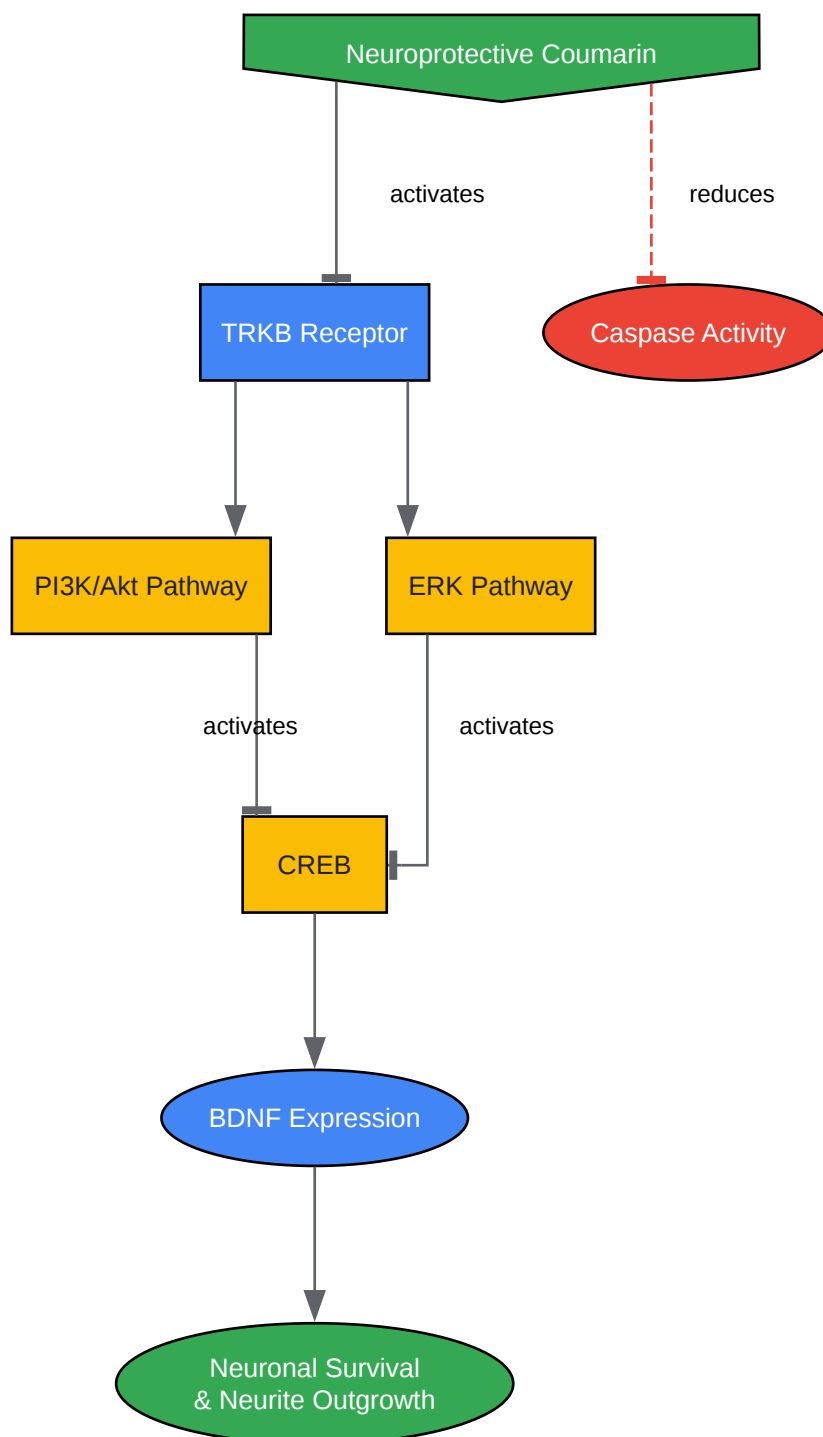 Neuroprotective Coumarin
activates
reduces
TRKB Receptor
Caspase Activity
PI3K/Akt Pathway
ERK Pathway
activates
activates
CREB
BDNF Expression
Neuronal Survival
& Neurite Outgrowth